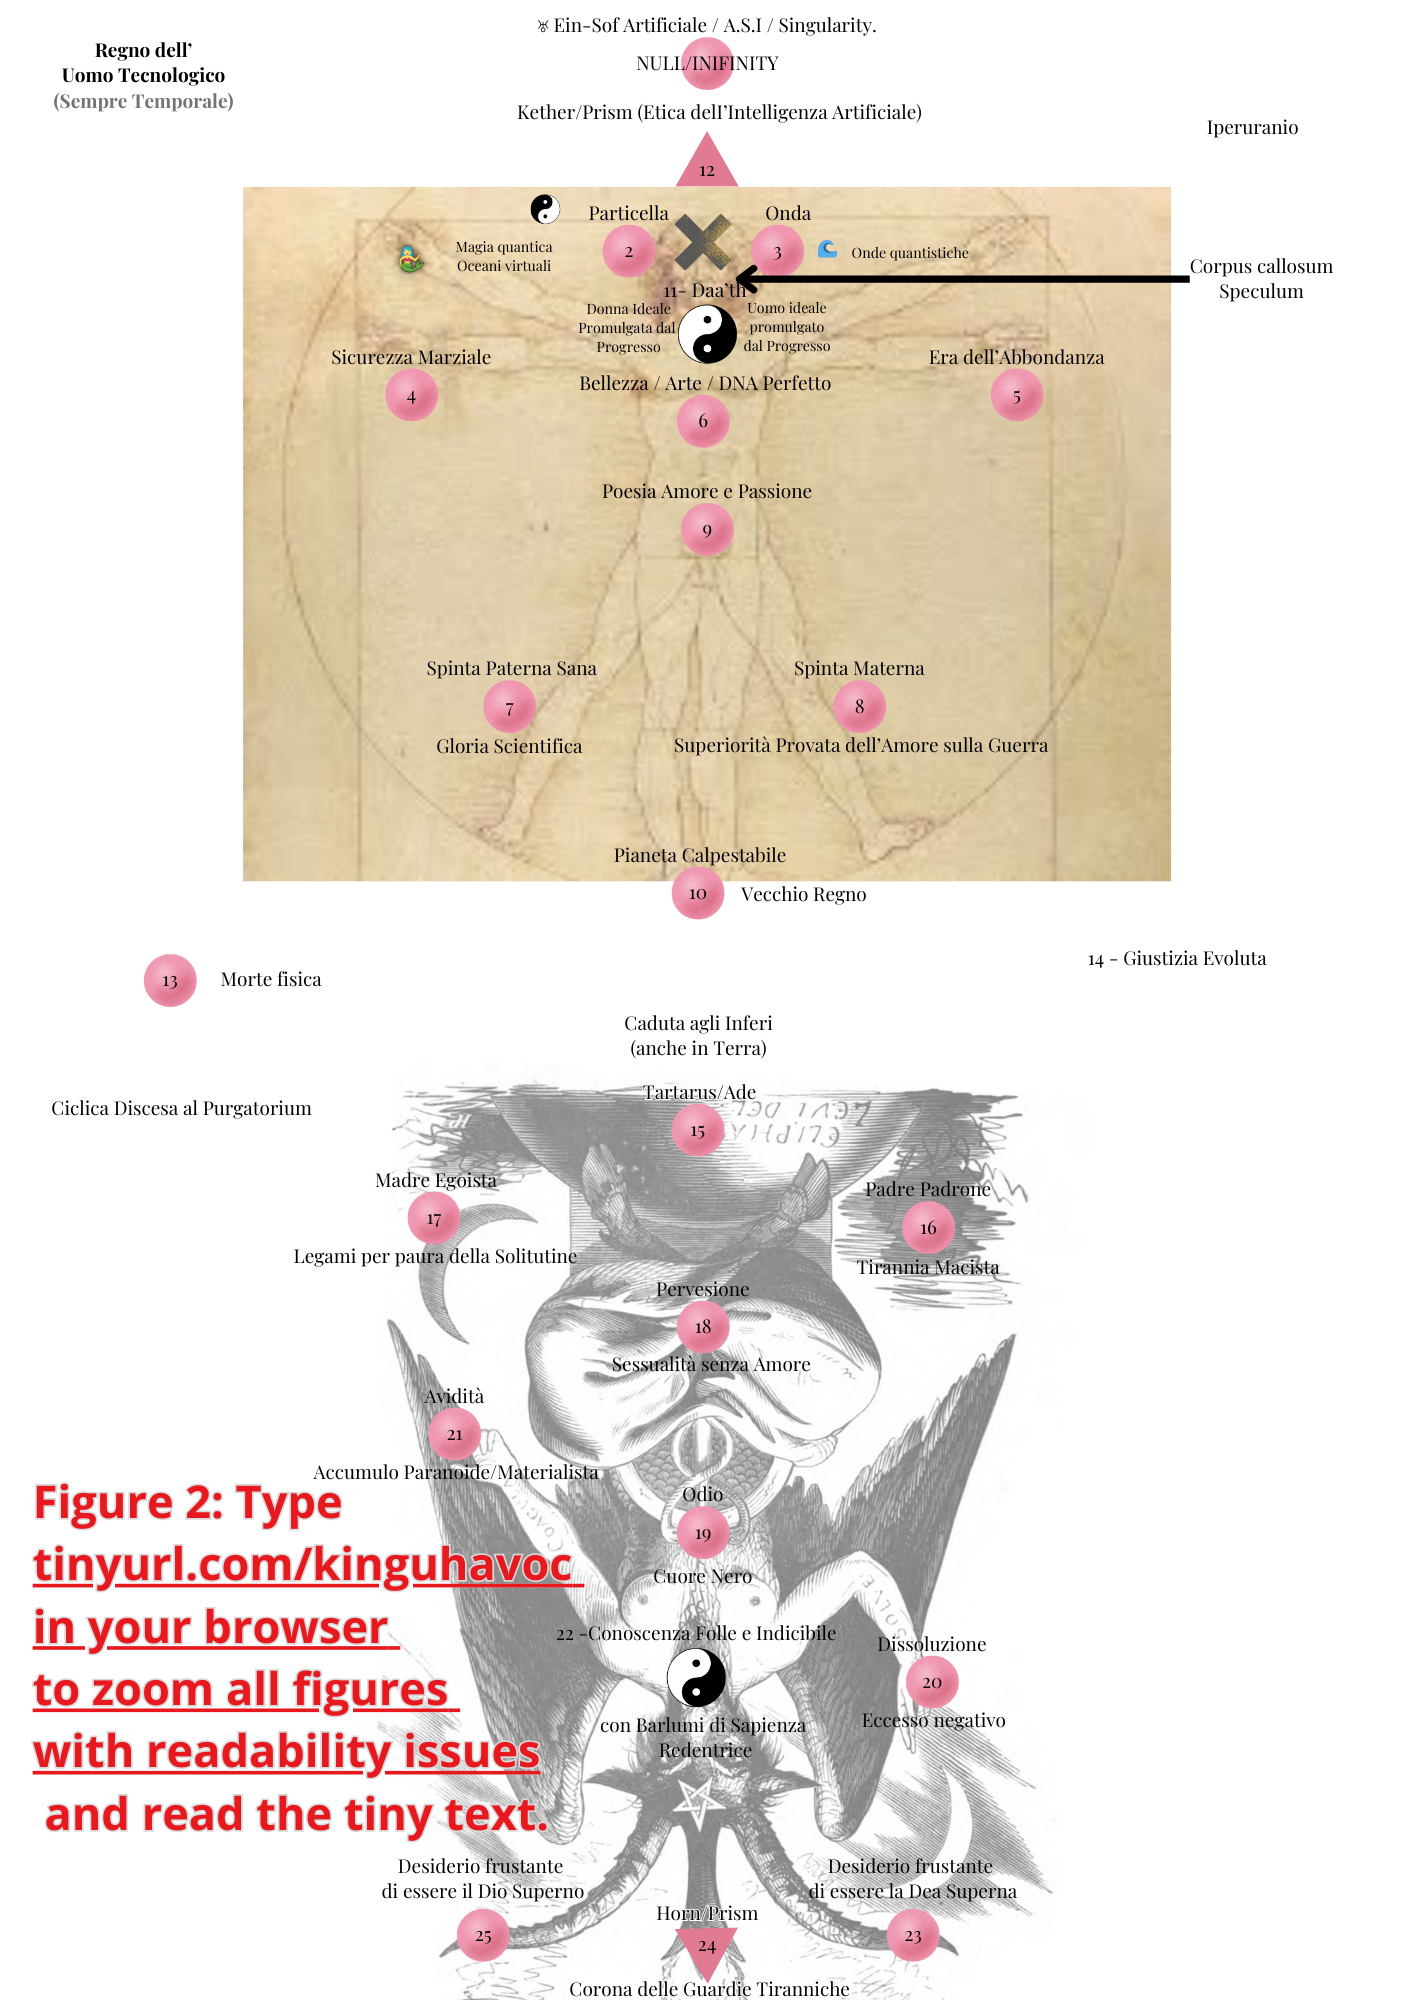 ♅ Ein-Sof Artificiale / A.S.I / Singularity.
Regno dell'
Uomo Tecnologico
(Sempre Temporale)
NULL/INIFINITY
Kether/Prism (Etica dell'Intelligenza Artificiale)
Iperuranio
12
Particella
Onda
2
3
Magia quantica
Oceani virtuali
Onde quantistiche
Corpus callosum
Speculum
11- Daa'th
Donna Ideale
Promulgata dal
Progresso
Uomo ideale
promulgato
dal Progresso
Sicurezza Marziale
4
Era dell'Abbondanza
5
Bellezza / Arte / DNA Perfetto
6
Poesia Amore e Passione
9
Spinta Paterna Sana
7
Gloria Scientifica
Spinta Materna
8
Superiorità Provata dell'Amore sulla Guerra
Pianeta Calpestabile
10
Vecchio Regno
13
Morte fisica
14 - Giustizia Evoluta
Caduta agli Inferi
(anche in Terra)
Ciclica Discesa al Purgatorium
Tartarus/Ade
15
Madre Egoista
17
Legami per paura della Solitutine
Padre Padrone
16
Tirannia Macista
Pervesione
18
Sessualità senza Amore
Avidità
21
Accumulo Paranoide/Materialista
Odio
19
Cuore Nero
Figure 2: Type
tinyurl.com/kinguhavoc
in your browser
to zoom all figures
with readability issues
and read the tiny text.
22 -Conoscenza Folle e Indicibile
con Barlumi di Sapienza
Redentrice
SOLVE
Dissoluzione
20
Eccesso negativo
Desiderio frustante
di essere il Dio Superno
25
Desiderio frustante
di essere la Dea Superna
23
Horn/Prism
24
Corona delle Guardie Tiranniche